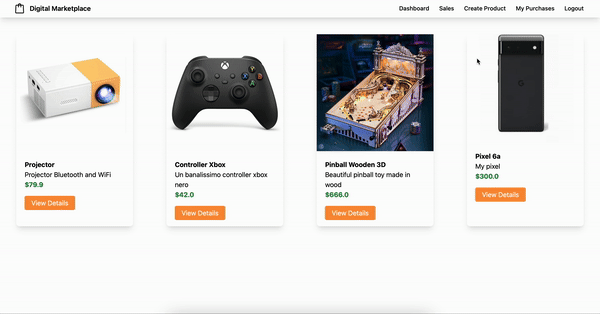 Digital Marketplace
Dashboard Sales Create Product My Purchases Logout
Projector
Projector Bluetooth and WiFi
$79.9
View Details
Controller Xbox
Un banalissimo controller xbox
nero
$42.0
View Details
Pinball Wooden 3D
Beautiful pinball toy made in
wood
$666.0
View Details
Pixel 6a
My pixel
$300.0
View Details